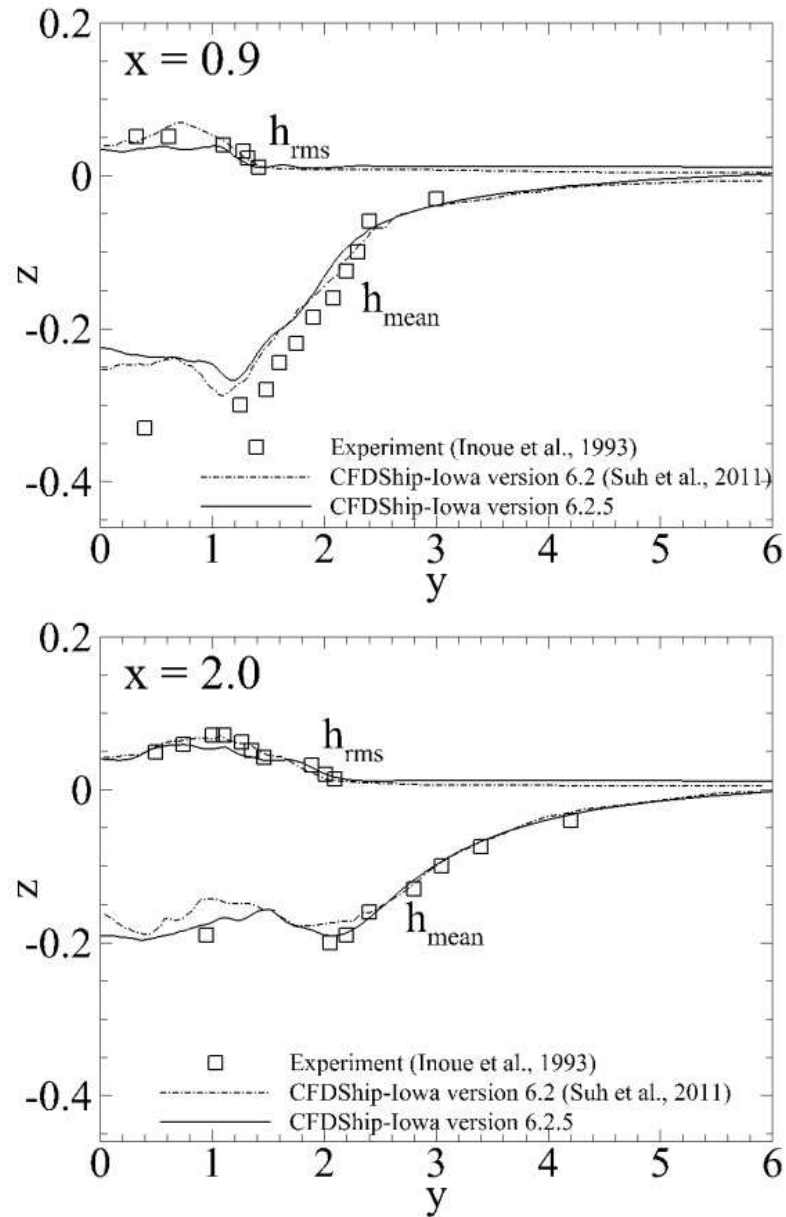 0.2
x = 0.9
h_rms
0
z
-0.2
h_mean
Experiment (Inoue et al., 1993)
CFDShip-Iowa version 6.2 (Suh et al., 2011)
-0.4
CFDShip-Iowa version 6.2.5
0 1 2 3 4 5 6
y
0.2
x = 2.0
h_rms
0
z
-0.2
h_mean
Experiment (Inoue et al., 1993)
CFDShip-Iowa version 6.2 (Suh et al., 2011)
-0.4
CFDShip-Iowa version 6.2.5
0 1 2 3 4 5 6
y